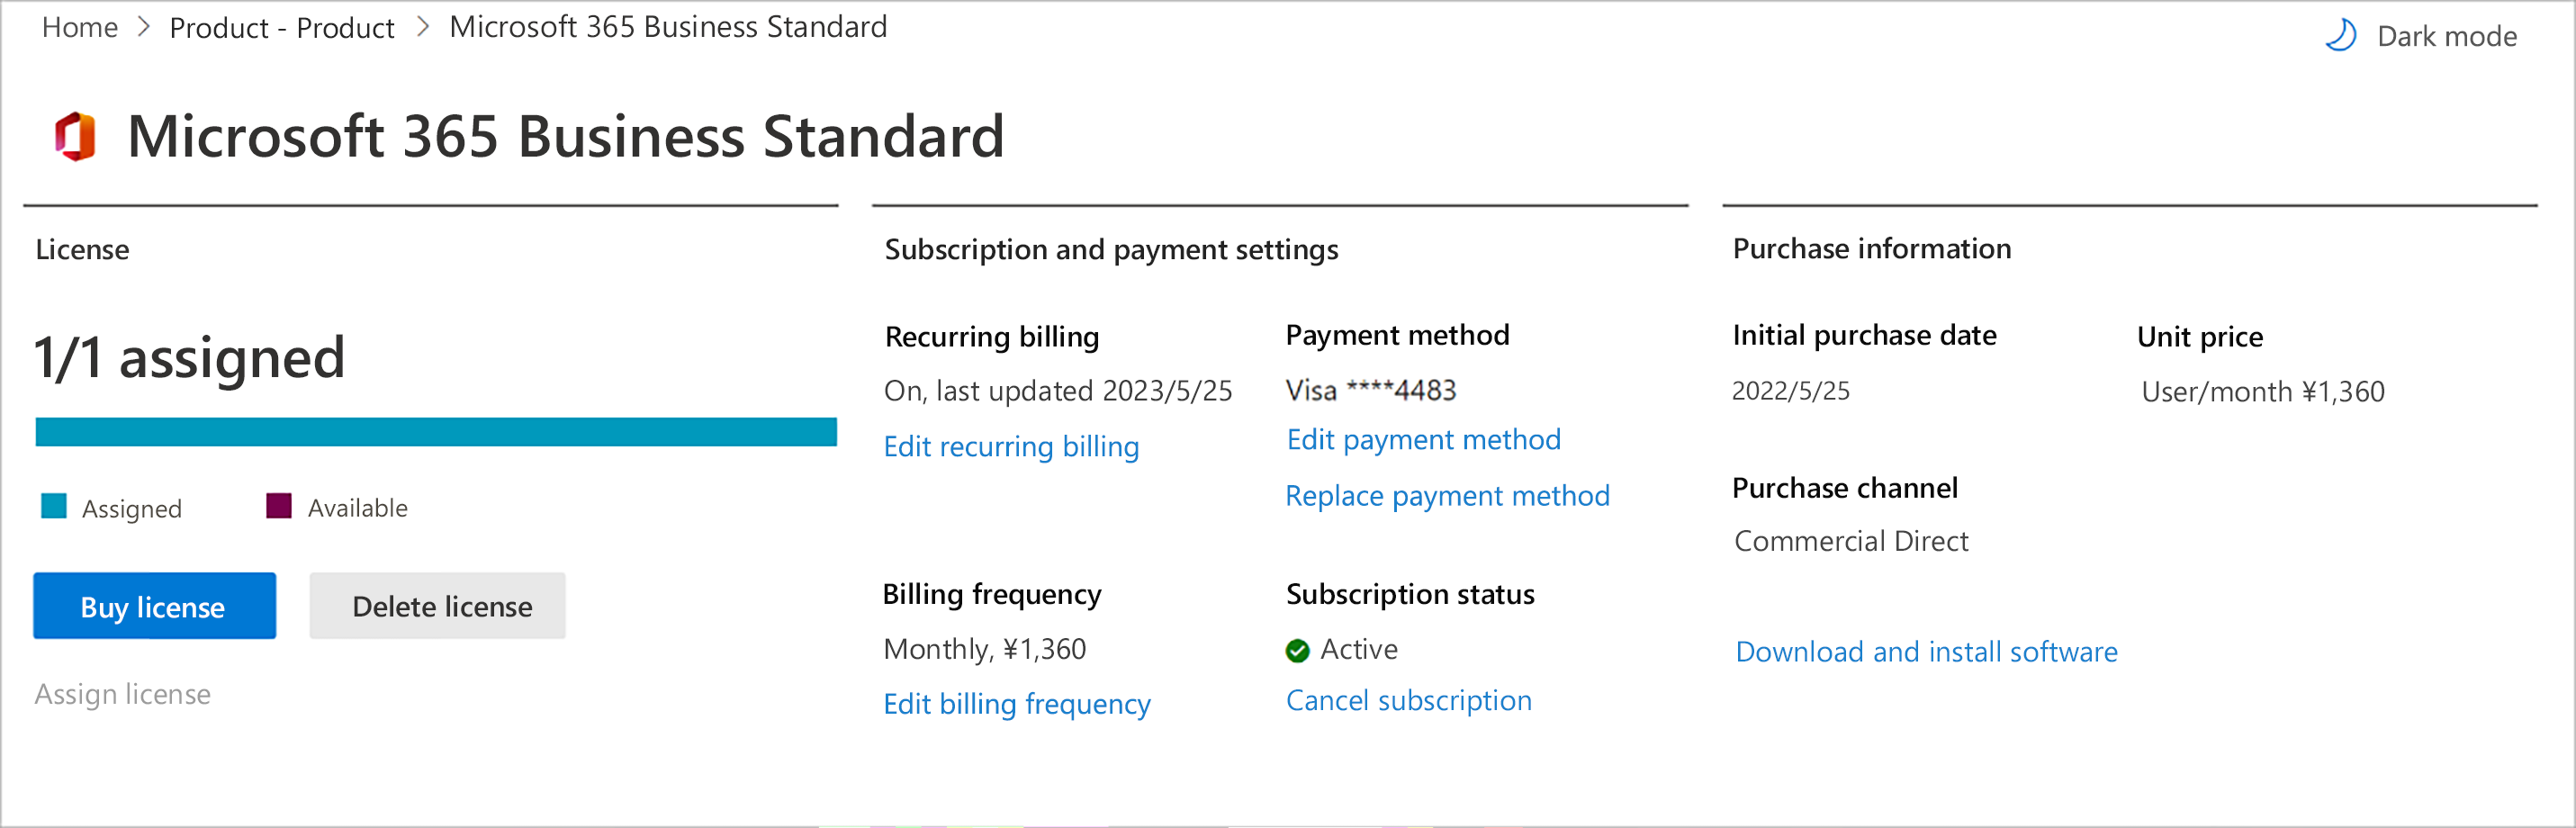 Home > Product - Product > Microsoft 365 Business Standard
Dark mode
Microsoft 365 Business Standard
License
1/1 assigned
Assigned
Available
Buy license
Delete license
Assign license
Subscription and payment settings
Recurring billing
On, last updated 2023/5/25
Edit recurring billing
Payment method
Visa ****4483
Edit payment method
Replace payment method
Billing frequency
Monthly, ¥1,360
Edit billing frequency
Subscription status
Active
Cancel subscription
Purchase information
Initial purchase date
2022/5/25
Unit price
User/month ¥1,360
Purchase channel
Commercial Direct
Download and install software